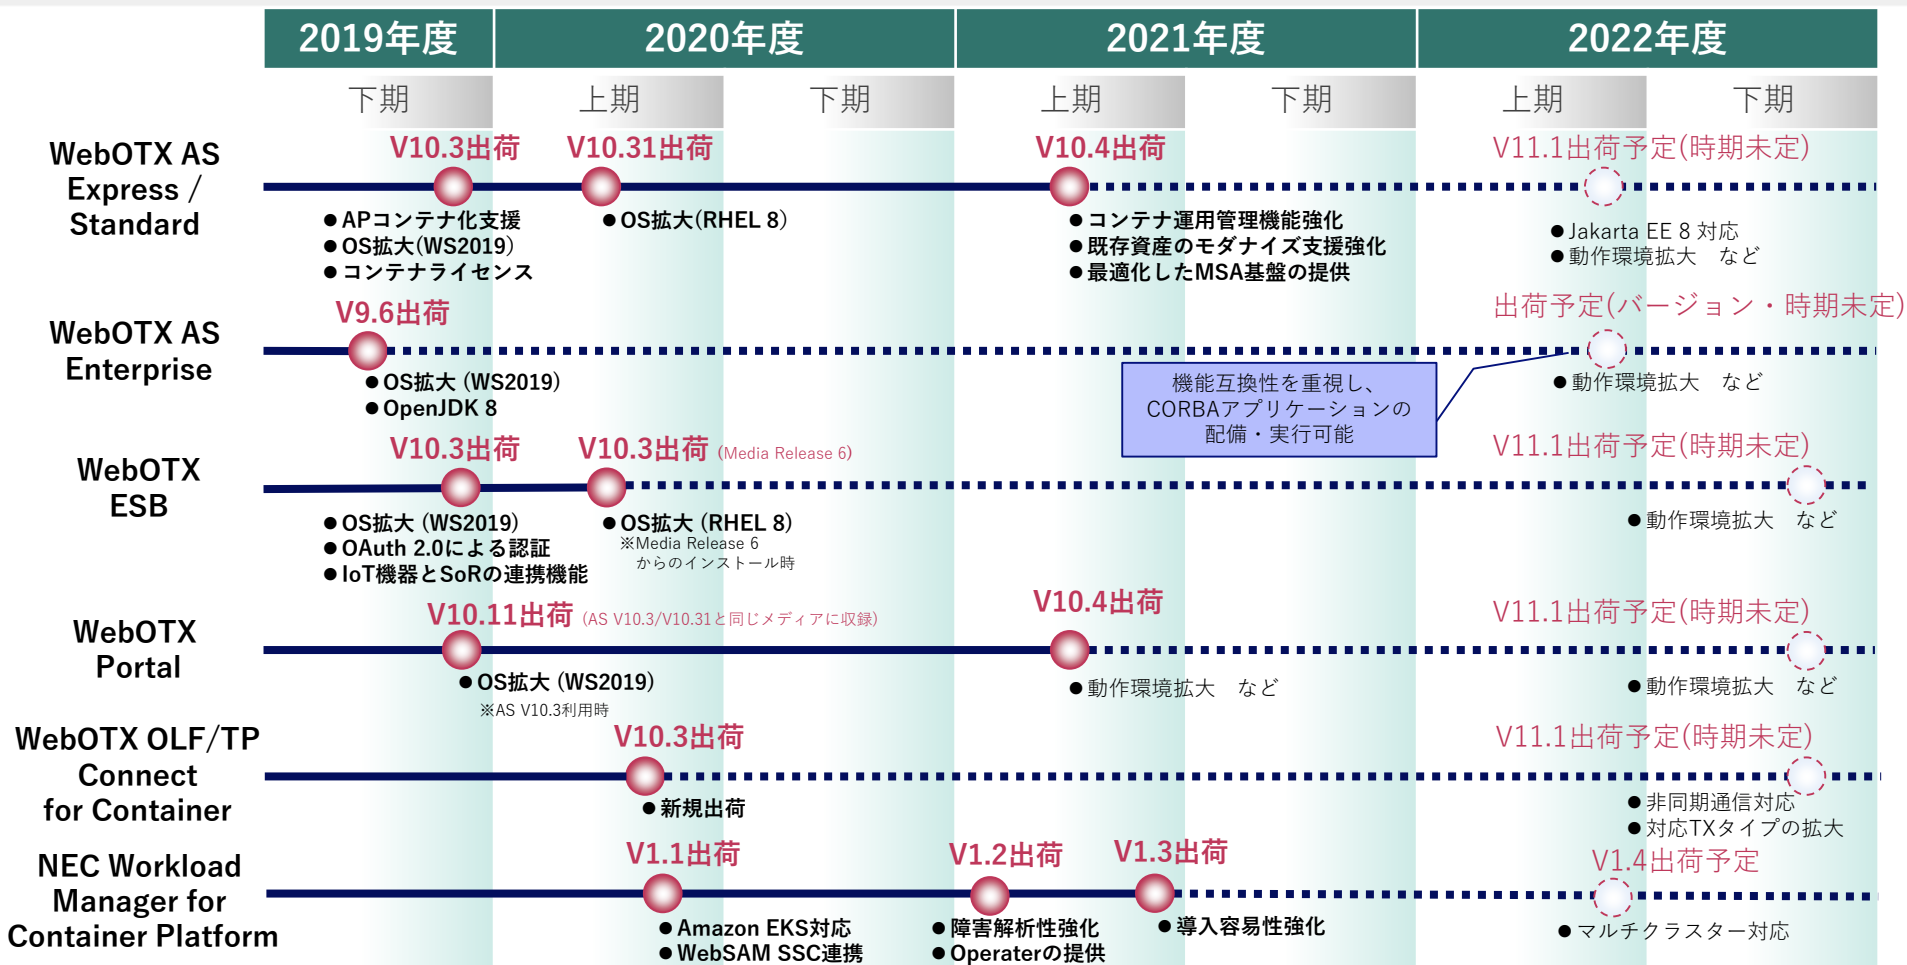 2019年度
2020年度
2021年度
2022年度
下期
上期
下期
上期
下期
上期
下期
WebOTX AS
Express /
Standard
V10.3出荷
●APコンテナ化支援
●OS拡大(WS2019)
●コンテナライセンス
V10.31出荷
●OS拡大(RHEL 8)
V10.4出荷
●コンテナ運用管理機能強化
●既存資産のモダナイズ支援強化
●最適化したMSA基盤の提供
V11.1出荷予定(時期未定)
●Jakarta EE 8 対応
●動作環境拡大　など
WebOTX AS
Enterprise
V9.6出荷
●OS拡大 (WS2019)
●OpenJDK 8
出荷予定(バージョン・時期未定)
●動作環境拡大　など
機能互換性を重視し、
CORBAアプリケーションの
配備・実行可能
WebOTX
ESB
V10.3出荷
●OS拡大 (WS2019)
●OAuth 2.0による認証
●IoT機器とSoRの連携機能
V10.3出荷 (Media Release 6)
●OS拡大 (RHEL 8)
※Media Release 6
からのインストール時
V11.1出荷予定(時期未定)
●動作環境拡大　など
WebOTX
Portal
V10.11出荷 (AS V10.3/V10.31と同じメディアに収録)
●OS拡大 (WS2019)
※AS V10.3利用時
V10.4出荷
●動作環境拡大　など
V11.1出荷予定(時期未定)
●動作環境拡大　など
WebOTX OLF/TP
Connect
for Container
V10.3出荷
●新規出荷
V11.1出荷予定(時期未定)
●非同期通信対応
●対応TXタイプの拡大
NEC Workload
Manager for
Container Platform
V1.1出荷
●Amazon EKS対応
●WebSAM SSC連携
V1.2出荷
●障害解析性強化
●Operaterの提供
V1.3出荷
●導入容易性強化
V1.4出荷予定
●マルチクラスター対応